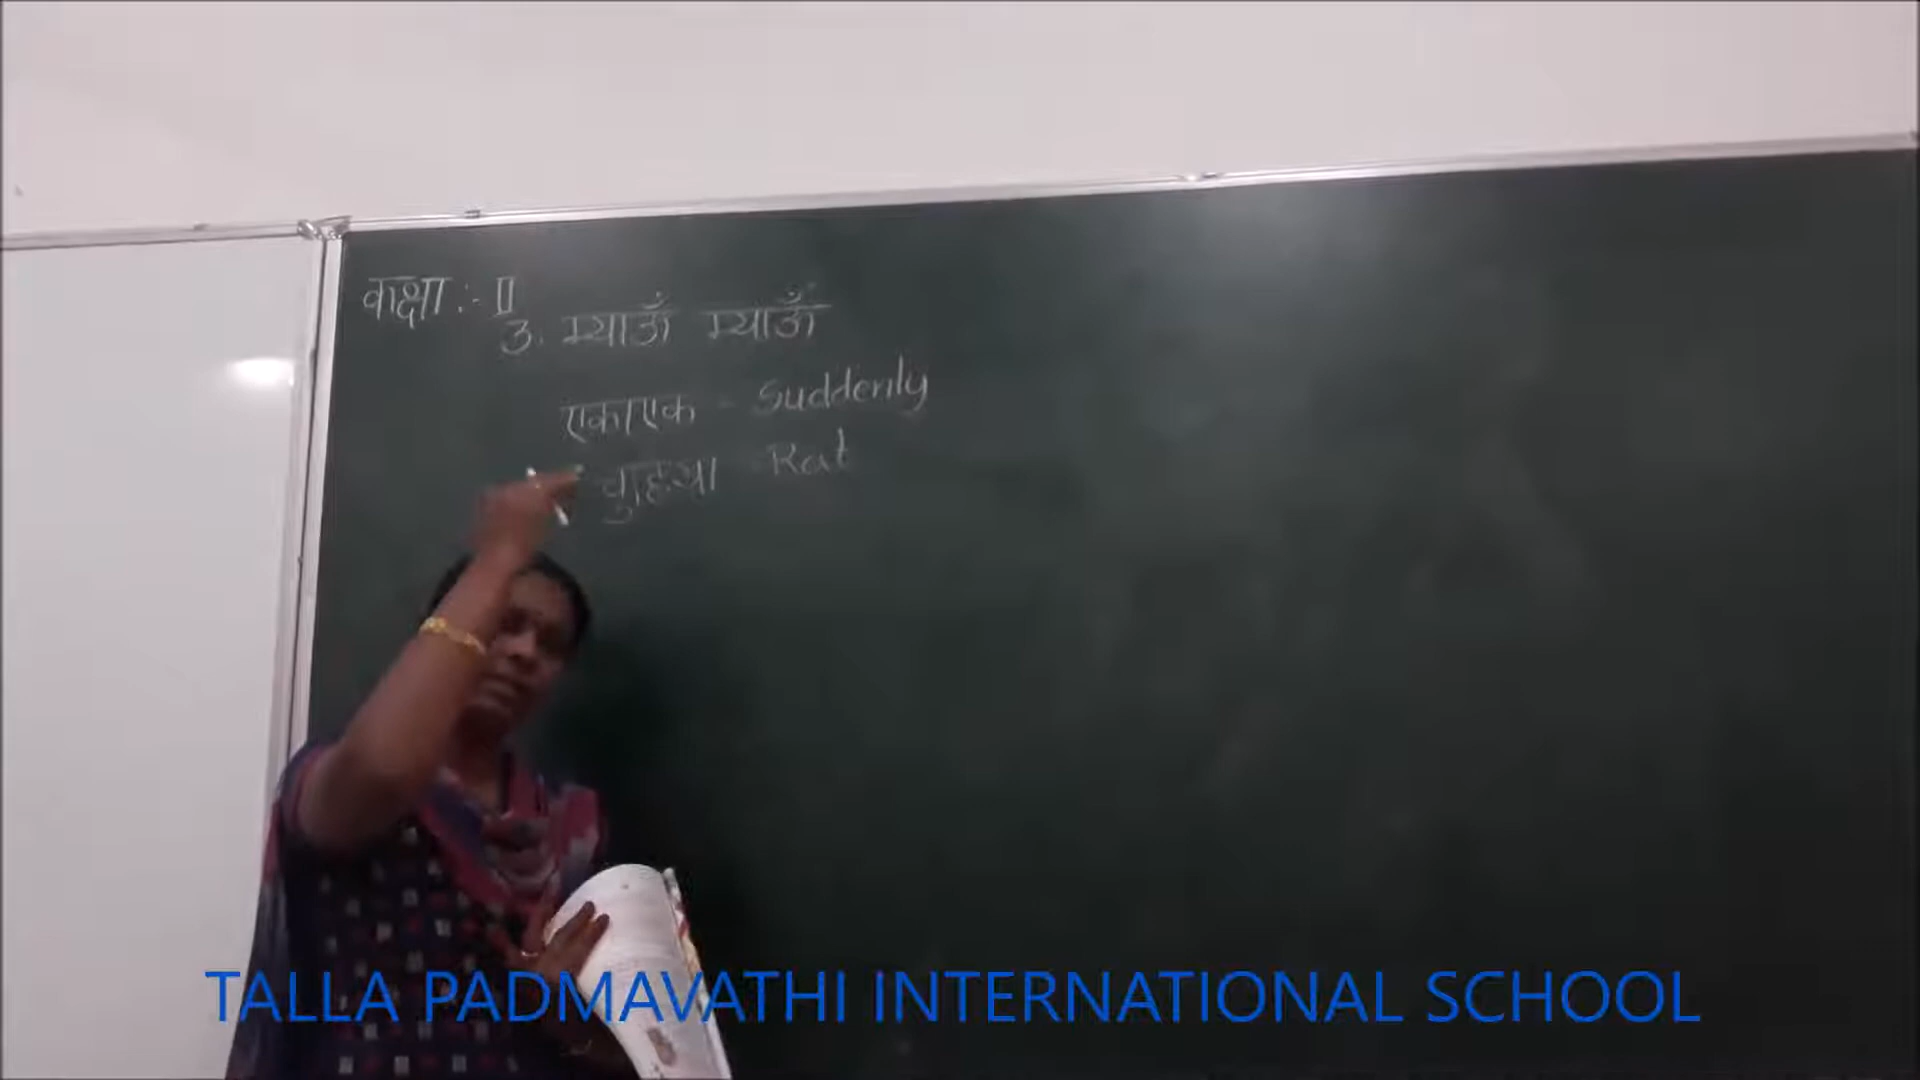 कक्षा :- II
3. म्याऊँ म्याऊँ
एकाएक - Suddenly
चुहिया - Rat
TALLA PADMAVATHI INTERNATIONAL SCHOOL